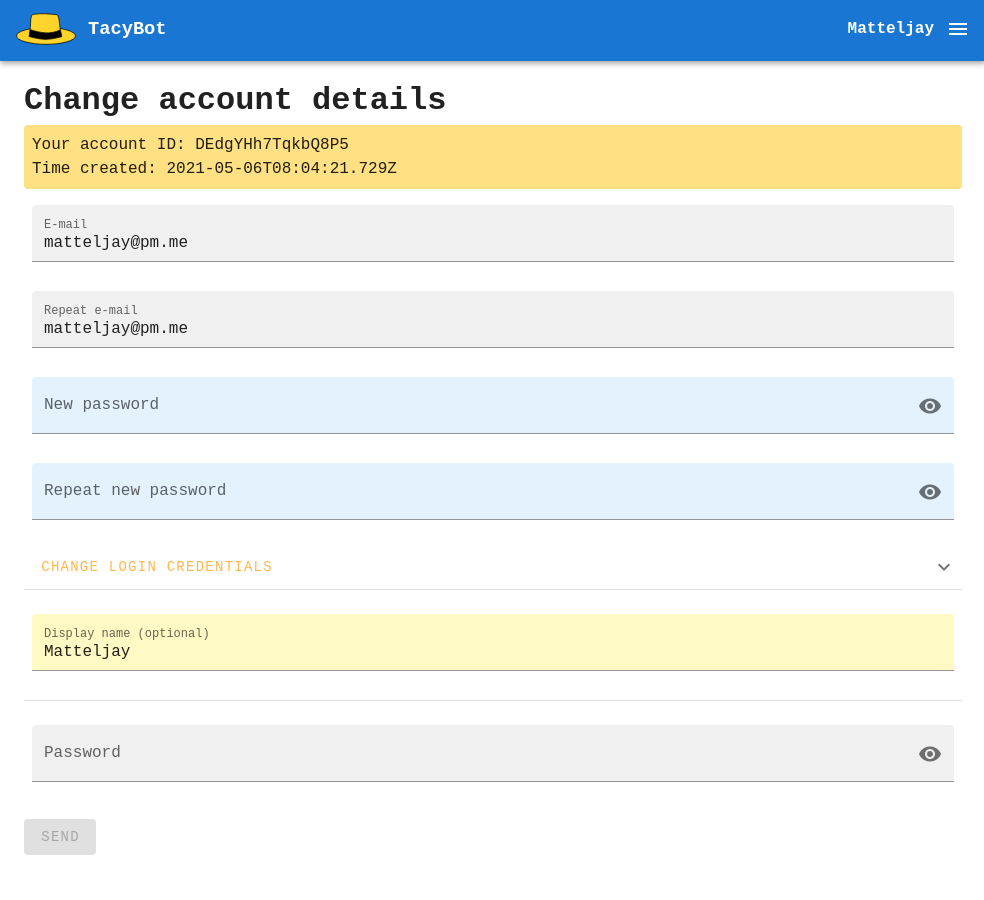 TacyBot
Matteljay
Change account details
Your account ID: DEdgYHh7TqkbQ8P5
Time created: 2021-05-06T08:04:21.729Z
E-mail
matteljay@pm.me
Repeat e-mail
matteljay@pm.me
New password
Repeat new password
CHANGE LOGIN CREDENTIALS
Display name (optional)
Matteljay
Password
SEND